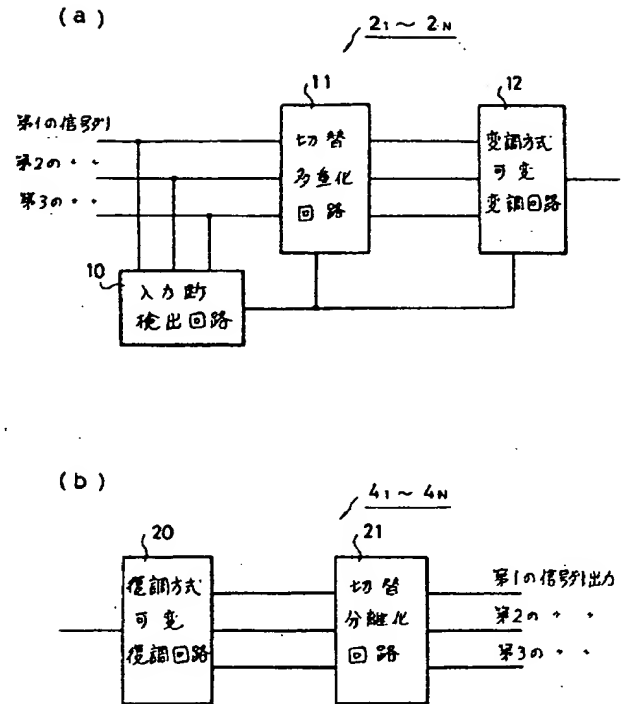 (a)
2₁ ~ 2N
11
12
第1の信号列
第2の 〃 〃
第3の 〃 〃
切替
多重化
回路
変調方式
可変
変調回路
10
入力断
検出回路
(b)
4₁ ~ 4N
20
21
復調方式
可変
復調回路
切替
分離化
回路
第1の信号列出力
第2の 〃 〃
第3の 〃 〃